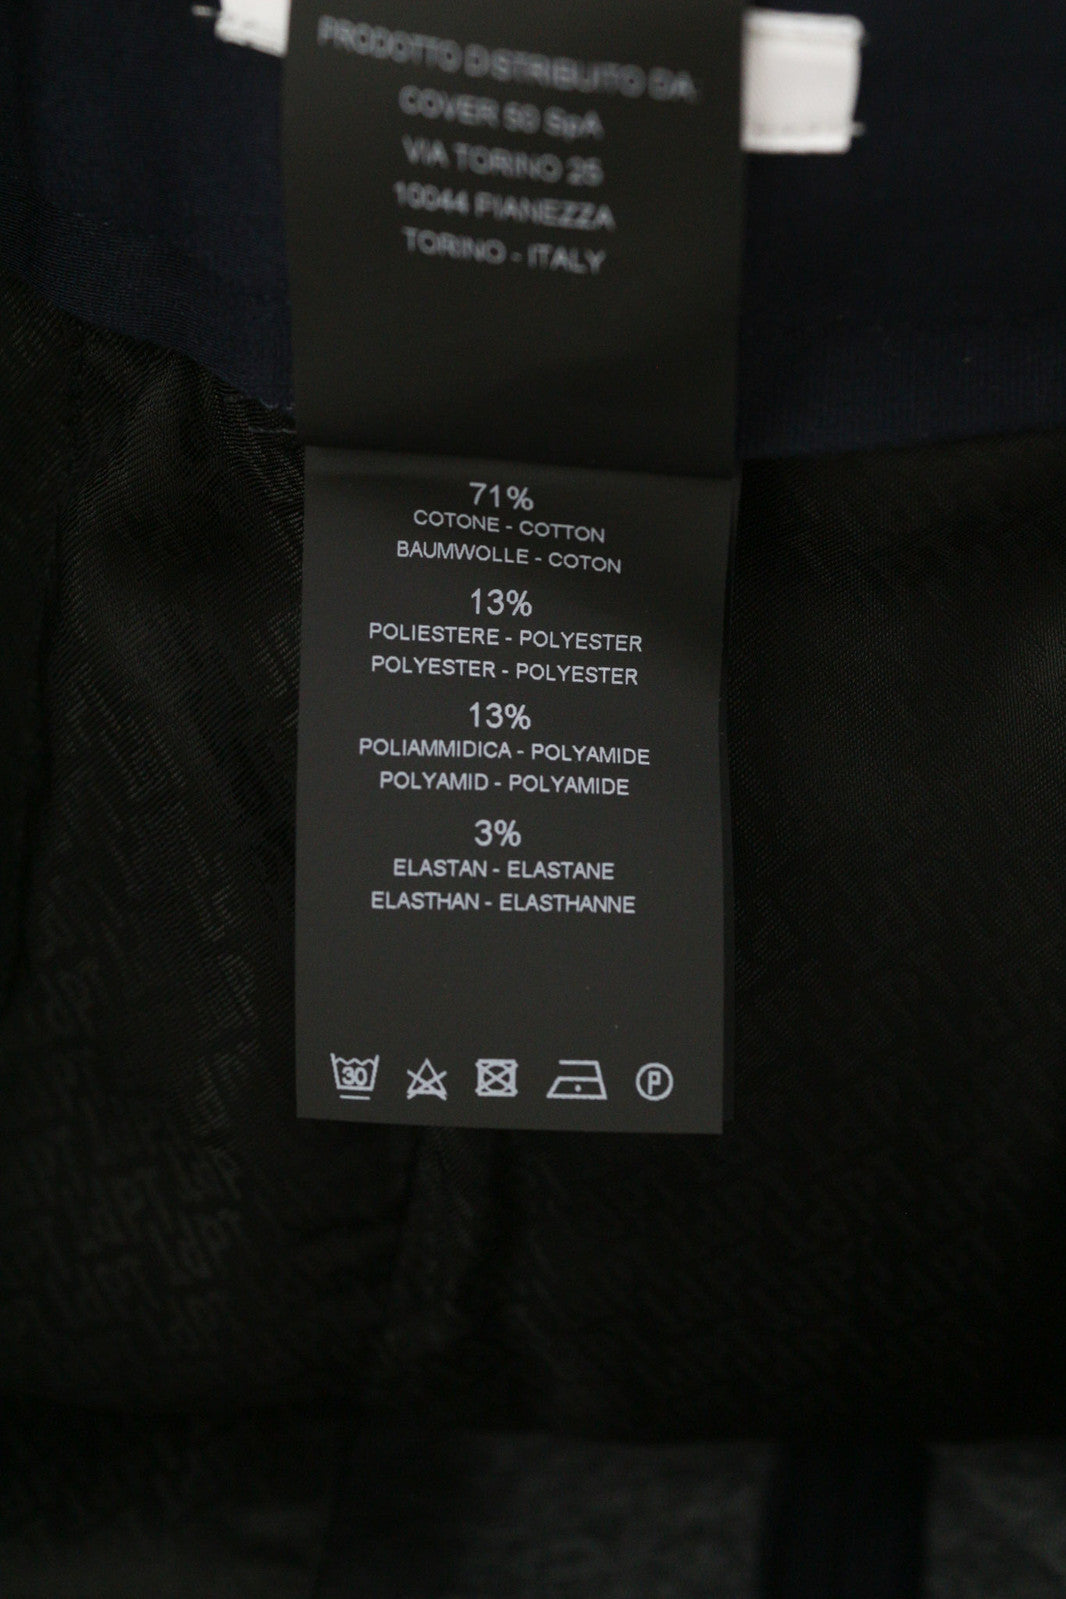 PRODOTTO DISTRIBUITO DA:
COVER 50 SpA
VIA TORINO 25
10044 PIANEZZA
TORINO - ITALY
71%
COTONE - COTTON
BAUMWOLLE - COTON
13%
POLIESTERE - POLYESTER
POLYESTER - POLYESTER
13%
POLIAMMIDICA - POLYAMIDE
POLYAMID - POLYAMIDE
3%
ELASTAN - ELASTANE
ELASTHAN - ELASTHANNE
30 P